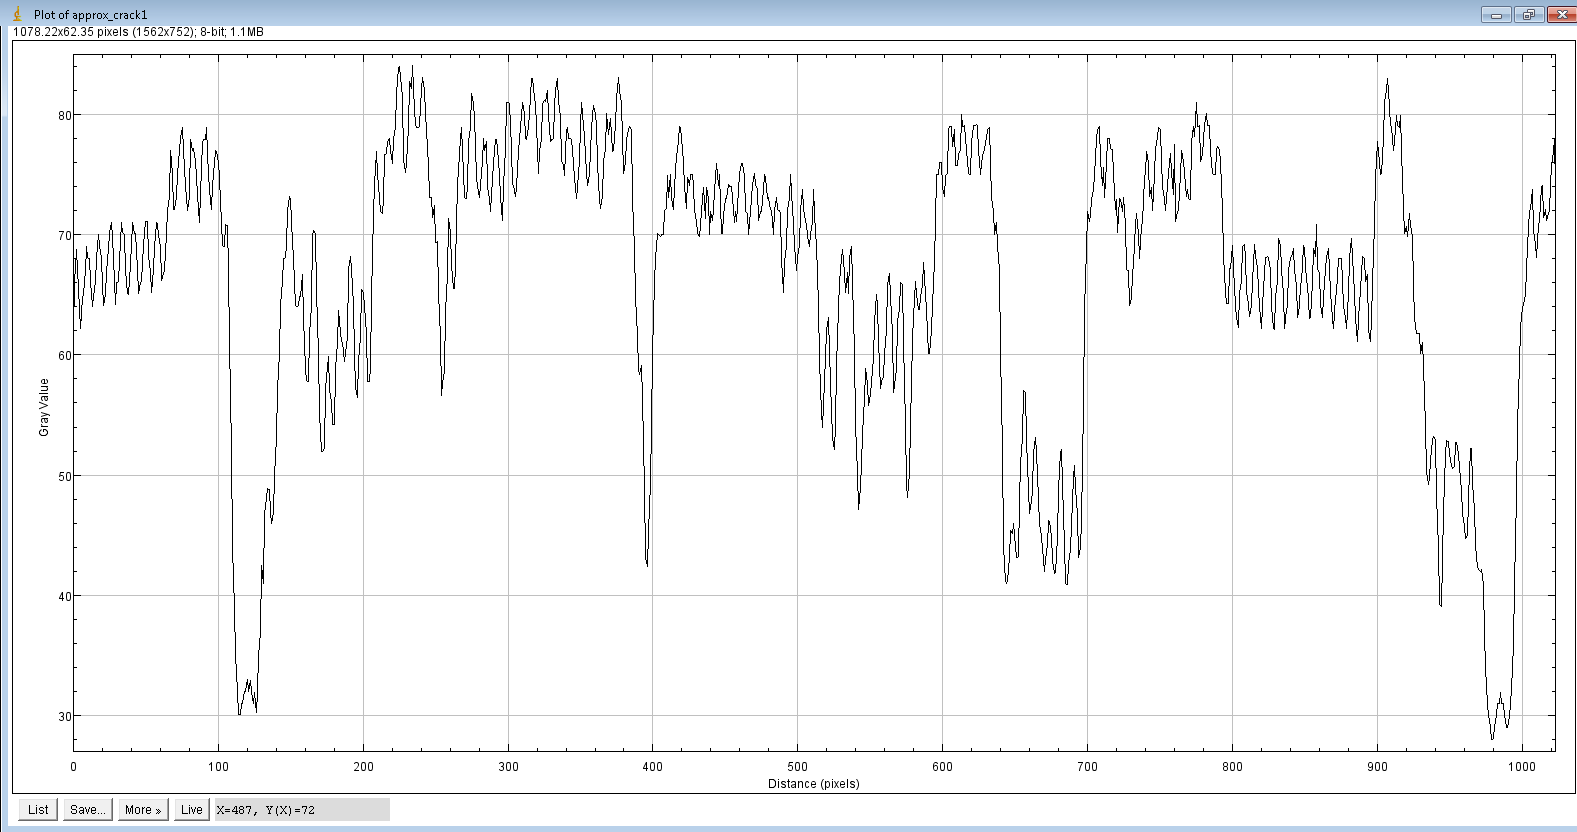 Plot of approx_crack1
1078.22x62.35 pixels (1562x752); 8-bit; 1.1MB
80
70
60
50
40
30
Gray Value
0 100 200 300 400 500 600 700 800 900 1000
Distance (pixels)
List Save... More » Live X=487, Y(X)=72